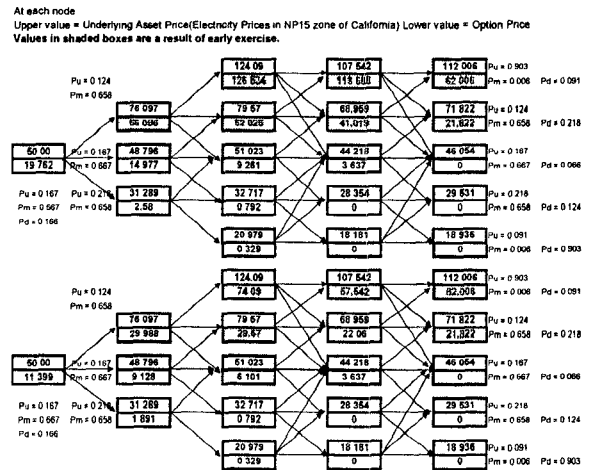 At each node
Upper value = Underlying Asset Price(Electricity Prices in NP15 zone of California) Lower value = Option Price
Values in shaded boxes are a result of early exercise.
124 09 107 542 112 006 Pu = 0 903
62 006 Pm = 0 006 Pd = 0 091
Pu = 0 124
Pm = 0 658
76 097 79 57 68,959 71 822 Pu = 0 124
41,019 21,822 Pm = 0 658 Pd = 0 218
50 00 Pu = 0 167 48 796 51 023 44 218 46 054 Pu = 0 167
19 762 Pm = 0 667 14 977 9 261 3 637 0 Pm = 0 667 Pd = 0 066
Pu = 0 167 Pu = 0 218 31 289 32 717 28 354 29 531 Pu = 0 218
Pm = 0 667 Pm = 0 658 2.58 0 792 0 0 Pm = 0 658 Pd = 0 124
Pd = 0 166
20 979 18 181 18 936 Pu = 0 091
0 329 0 0 Pm = 0 006 Pd = 0 903
124.09 107 542 112 006 Pu = 0 903
74 09 57,542 62,006 Pm = 0 006 Pd = 0 091
Pu = 0 124
Pm = 0 658
76 097 79 57 68 959 71 822 Pu = 0 124
29 988 29.57 22 06 21,822 Pm = 0 658 Pd = 0 218
50 00 Pu = 0 167 48 796 51 023 44 218 46 054 Pu = 0 167
11 399 Pm = 0 667 9 128 6 101 3 637 0 Pm = 0 667 Pd = 0 066
Pu = 0 167 Pu = 0 218 31 289 32 717 28 354 29 531 Pu = 0 218
Pm = 0 667 Pm = 0 658 1 891 0 792 0 0 Pm = 0 658 Pd = 0 124
Pd = 0 166
20 979 18 181 18 936 Pu = 0 091
0 329 0 0 Pm = 0 006 Pd = 0 903